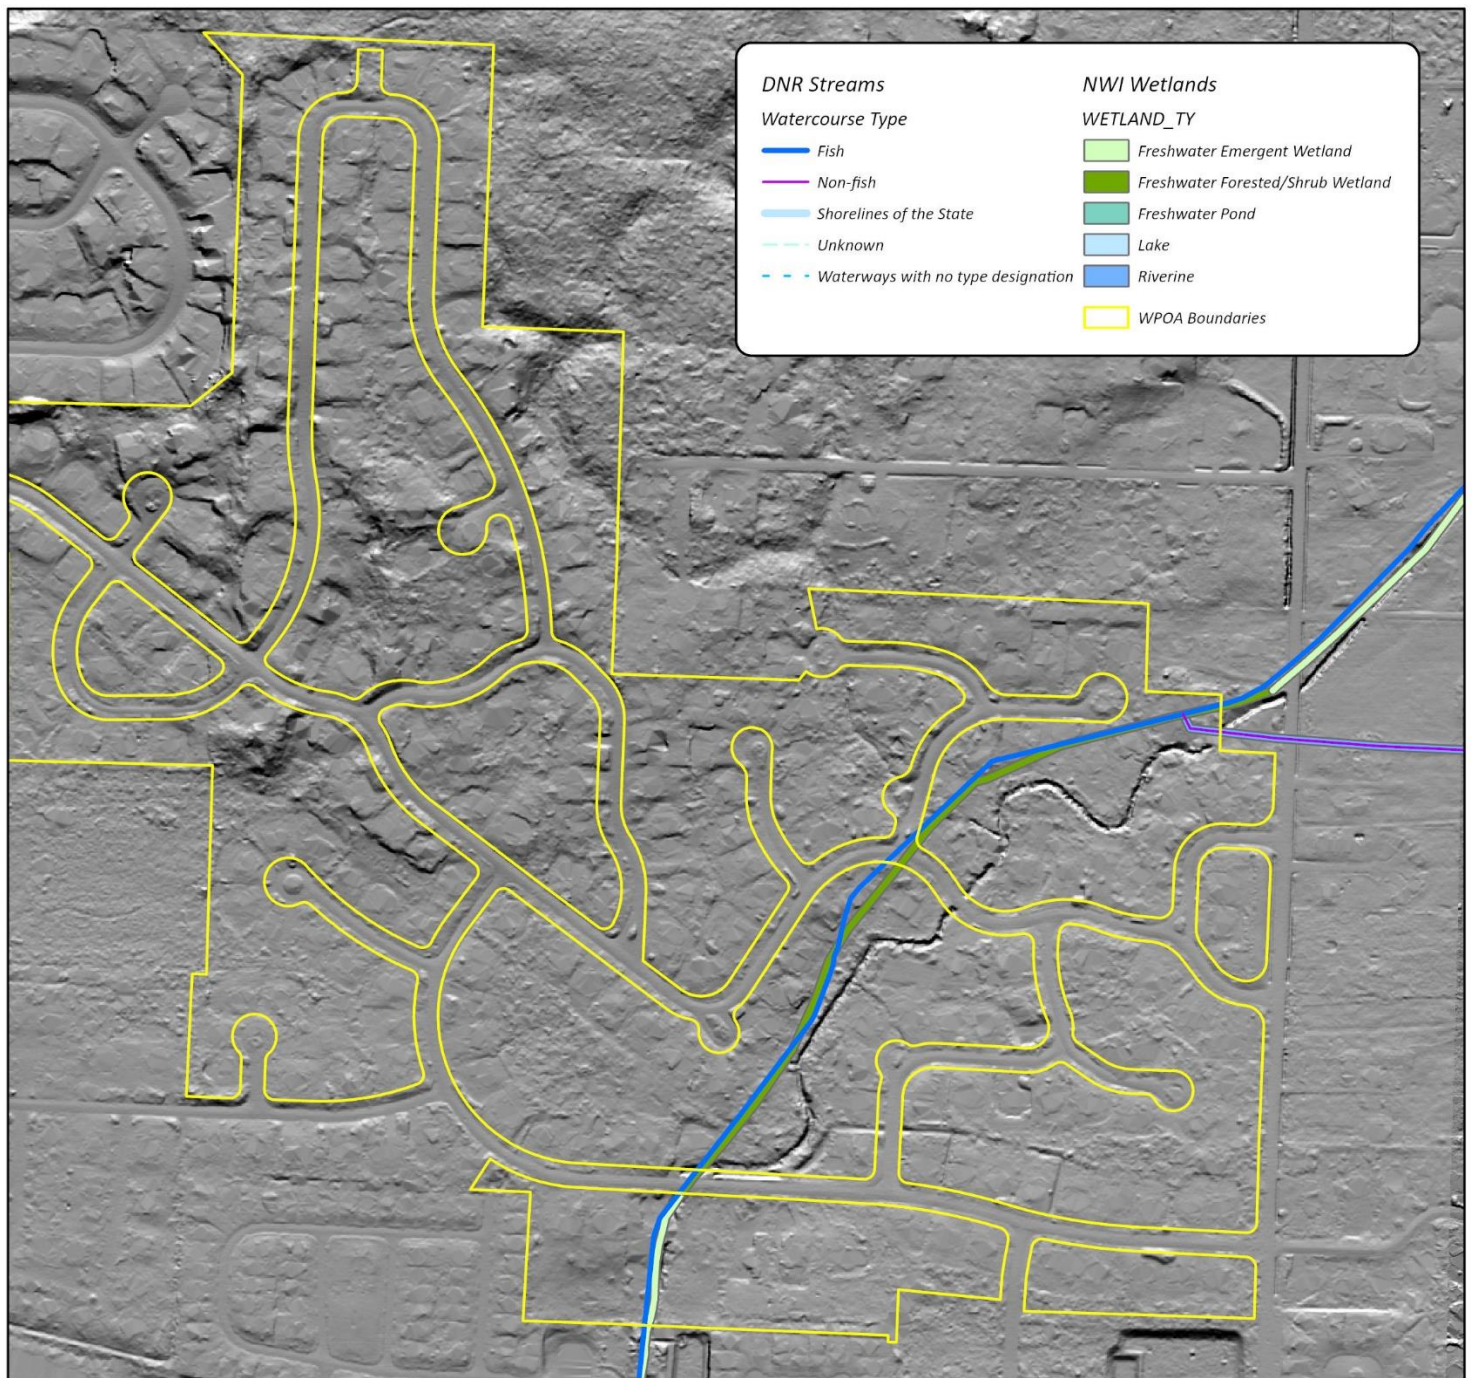 DNR Streams
Watercourse Type
Fish
Non-fish
Shorelines of the State
Unknown
Waterways with no type designation
NWI Wetlands
WETLAND_TY
Freshwater Emergent Wetland
Freshwater Forested/Shrub Wetland
Freshwater Pond
Lake
Riverine
WPOA Boundaries